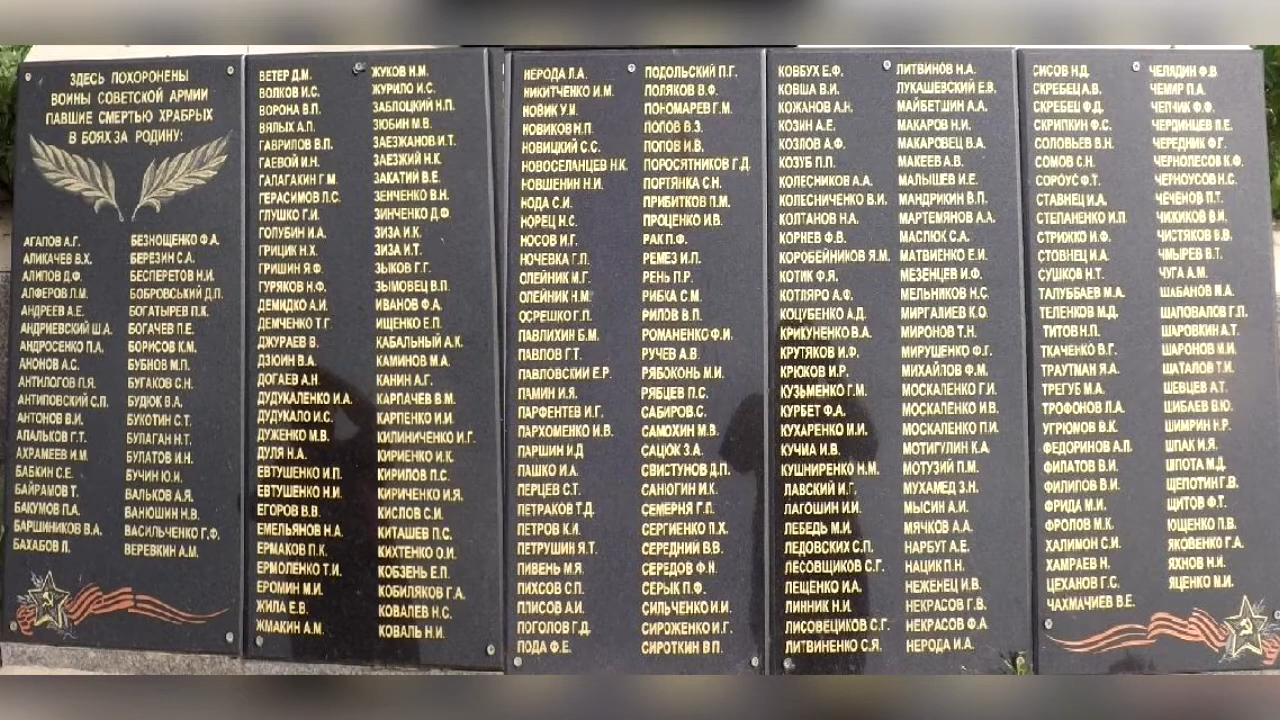 ЗДЕСЬ ПОХОРОНЕНЫ
ВОИНЫ СОВЕТСКОЙ АРМИИ
ПАВШИЕ СМЕРТЬЮ ХРАБРЫХ
В БОЯХ ЗА РОДИНУ:
АГАПОВ А.Г.
АЛИКАЧЕВ В.Х.
АЛИПОВ Д.Ф.
АЛФЕРОВ Л.М.
АНДРЕЕВ А.Е.
АНДРИЕВСКИЙ Ш.А.
АНДРОСЕНКО П.А.
АНОНОВ А.С.
АНТИЛОГОВ П.Я.
АНТИПОВСКИЙ С.П.
АНТОНОВ В.И.
АПАЛЬКОВ Г.Т.
АХРАМЕЕВ И.М.
БАБКИН С.Е.
БАЙРАМОВ Т.
БАКУМОВ П.А.
БАРШИНИКОВ В.А.
БАХАБОВ Л.
БЕЗНОЩЕНКО Ф.А.
БЕРЕЗИН С.А.
БЕСПЕРЕТОВ Н.И.
БОБРОВСЬКИЙ Д.П.
БОГАТЫРЕВ П.К.
БОГАЧЕВ П.Е.
БОРИСОВ К.М.
БУБНОВ М.П.
БУГАКОВ С.Н.
БУДЮК В.А.
БУКОТИН С.Т.
БУЛАГАН Н.Т.
БУЛАТОВ И.Н.
БУЧИН Ю.И.
ВАЛЬКОВ А.Я.
ВАНЮШИН Н.В.
ВАСИЛЬЧЕНКО Г.Ф.
ВЕРЕВКИН А.М.
ВЕТЕР Д.М.
ВОЛКОВ И.С.
ВОРОНА В.П.
ВЯЛЫХ А.П.
ГАВРИЛОВ В.П.
ГАЕВОЙ И.Н.
ГАЛАГАКИН Г.М.
ГЕРАСИМОВ П.С.
ГЛУШКО Г.И.
ГОЛУБИН И.А.
ГРИЦИК Н.Х.
ГРИШИН Я.Ф.
ГУРЯКОВ Н.Ф.
ДЕМИДКО А.И.
ДЕМЧЕНКО Т.Г.
ДЖУРАЕВ В.
ДЗЮИН В.А.
ДОГАЕВ А.Н.
ДУДУКАЛЕНКО И.А.
ДУДУКАЛО И.С.
ДУЖЕНКО М.В.
ДУЛЯ Н.А.
ЕВТУШЕНКО И.П.
ЕВТУШЕНКО Н.И.
ЕГОРОВ В.В.
ЕМЕЛЬЯНОВ Н.А.
ЕРМАКОВ П.К.
ЕРМОЛЕНКО Т.И.
ЕРОМИН М.И.
ЖИЛА Е.В.
ЖМАКИН А.М.
ЖУКОВ Н.М.
ЖУРИЛО И.С.
ЗАБЛОЦКИЙ Н.П.
ЗЮБИН М.В.
ЗАЕЗЖАНОВ И.Т.
ЗАЕЗЖИЙ Н.К.
ЗАКАТИЙ В.Е.
ЗЕНЧЕНКО В.Н.
ЗИНЧЕНКО Д.Ф.
ЗИЗА И.К.
ЗИЗА И.Т.
ЗЫКОВ Г.Г.
ЗЫМОВЕЦ В.П.
ИВАНОВ Ф.А.
ИЩЕНКО Е.П.
КАБАЛЬНЫЙ А.К.
КАМИНОВ М.А.
КАНИН А.Г.
КАРПАЧЕВ В.М.
КАРПЕНКО И.И.
КИЛИНИЧЕНКО И.Г.
КИРИЕНКО И.К.
КИРИЛОВ П.С.
КИРИЧЕНКО И.Я.
КИСЛОВ С.И.
КИТАШЕВ П.С.
КИХТЕНКО О.И.
КОБЗЕНЬ Е.П.
КОБИЛЯКОВ Г.А.
КОВАЛЕВ Н.С.
КОВАЛЬ Н.И.
НЕРОДА Л.А.
НИКИТЧЕНКО И.М.
НОВИК У.И.
НОВИКОВ Н.П.
НОВИЦКИЙ С.С.
НОВОСЕЛАНЦЕВ Н.К.
НОВШЕНИН Н.И.
НОДА С.И.
НОРЕЦ Н.С.
НОСОВ И.Г.
НОЧЕВКА Г.П.
ОЛЕЙНИК М.Г.
ОЛЕЙНИК Н.М.
ОСРЕШКО Г.П.
ПАВЛИХИН Б.М.
ПАВЛОВ Г.Т.
ПАВЛОВСКИЙ Е.Р.
ПАМИН И.Я.
ПАРФЕНТЕВ И.Г.
ПАРХОМЕНКО И.В.
ПАРШИН И.Д
ПАШКО И.А.
ПЕРЦЕВ С.Т.
ПЕТРАКОВ Т.Д.
ПЕТРОВ К.И.
ПЕТРУШИН Я.Т.
ПИВЕНЬ М.Я.
ПИХСОВ С.П.
ПЛИСОВ А.И.
ПОГОЛОВ Г.Д.
ПОДА Ф.Е.
ПОДОЛЬСКИЙ П.Г.
ПОЛЯКОВ В.Ф.
ПОНОМАРЕВ Г.М.
ПОПОВ В.З.
ПОПОВ И.В.
ПОРОСЯТНИКОВ Г.Д.
ПОРТЯНКА С.Н.
ПРИБИТКОВ П.М.
ПРОЦЕНКО И.В.
РАК П.Ф.
РЕМЕЗ И.П.
РЕНЬ П.Р.
РИБКА С.М.
РИЛОВ В.П.
РОМАНЕНКО Ф.И.
РУЧЕВ А.В.
РЯБОКОНЬ М.И.
РЯБЦЕВ П.С.
САБИРОВ.С.
САМОХИН М.В.
САЦЮК З.А.
СВИСТУНОВ Д.П.
САНЮГИН И.К.
СЕМЕРНЯ Г.П.
СЕРГИЕНКО П.Х.
СЕРЕДНИЙ В.В.
СЕРЕДОВ Ф.Н.
СЕРЫК П.Ф.
СИЛЬЧЕНКО И.И.
СИРОЖЕНКО И.Г.
СИРОТКИН В.П.
КОВБУХ Е.Ф.
КОВША В.И.
КОЖАНОВ А.Н.
КОЗИН А.Е.
КОЗЛОВ А.Ф.
КОЗУБ П.П.
КОЛЕСНИКОВ А.А.
КОЛЕСНИЧЕНКО В.И.
КОЛТАНОВ Н.А.
КОРНЕВ Ф.В.
КОРОБЕЙНИКОВ Я.М.
КОТИК Ф.Я.
КОТЛЯРО А.Ф.
КОЦУБЕНКО А.Д.
КРИКУНЕНКО В.А.
КРУТЯКОВ И.Ф.
КРЮКОВ И.Р.
КУЗЬМЕНКО Г.М.
КУРБЕТ Ф.А.
КУХАРЕНКО И.И.
КУЧМА И.В.
КУШНИРЕНКО Н.М.
ЛАВСКИЙ И.Г.
ЛАГОШИН И.И.
ЛЕБЕДЬ М.И.
ЛЕДОВСКИХ С.П.
ЛЕСОВЩИКОВ С.Г.
ЛЕЩЕНКО И.А.
ЛИННИК Н.И.
ЛИСОВЕЦИКОВ С.Г.
ЛИТВИНЕНКО С.Я.
ЛИТВИНОВ Н.А.
ЛУКАШЕВСКИЙ Е.В.
МАЙБЕТШИН А.А.
МАКАРОВ Н.И.
МАКАРОВЕЦ В.А.
МАКЕЕВ А.В.
МАЛЫШЕВ И.Е.
МАНДРИКИН В.П.
МАРТЕМЯНОВ А.А.
МАСЛЮК С.А.
МАТВИЕНКО Е.И.
МЕЗЕНЦЕВ И.Ф.
МЕЛЬНИКОВ Н.С.
МИРГАЛИЕВ К.О.
МИРОНОВ Т.Н.
МИРУШЕНКО Ф.Г.
МИХАЙЛОВ Ф.М.
МОСКАЛЕНКО Г.И.
МОСКАЛЕНКО И.В.
МОСКАЛЕНКО П.И.
МОТИГУЛИН К.А.
МОТУЗИЙ П.М.
МУХАМЕД З.Н.
МЫСИН А.И.
МЯЧКОВ А.А.
НАРБУТ А.Е.
НАЦИК П.Н.
НЕЖЕНЕЦ И.В.
НЕКРАСОВ Г.В.
НЕКРАСОВ Ф.А
НЕРОДА И.А.
СИСОВ Н.Д.
СКРЕБЕЦ А.В.
СКРЕБЕЦ Ф.Д.
СКРИПКИН Ф.С.
СОЛОВЬЕВ В.Н.
СОМОВ С.Н.
СОРОУС Ф.Т.
СТАВНЕЦ И.А.
СТЕПАНЕНКО И.П
СТРИЖКО И.Ф.
СТОВНЕЦ И.А.
СУШКОВ Н.Т.
ТАЛУББАЕВ М.А.
ТЕЛЕНКОВ М.Д.
ТИТОВ Н.П.
ТКАЧЕНКО В.Г.
ТРАУТМАН Я.А.
ТРЕГУБ М.А.
ТРОФОНОВ Л.А.
УГРЮМОВ В.К.
ФЕДОРИНОВ А.П.
ФИЛАТОВ В.И.
ФИЛИПОВ В.И.
ФРИДА М.И.
ФРОЛОВ М.К.
ХАЛИМОН С.И.
ХАМРАЕВ Н.
ЦЕХАНОВ Г.С.
ЧАХМАЧИЕВ В.Е.
ЧЕЛЯДИН Ф.В.
ЧЕМИР П.А.
ЧЕПЧИК Ф.Ф.
ЧЕРДИНЦЕВ П.Е.
ЧЕРЕДНИК Ф.Г.
ЧЕРНОЛЕСОВ К.Ф.
ЧЕРНОУСОВ Н.С.
ЧЕЧЕНОВ П.Т.
ЧИЖИКОВ В.И.
ЧИСТЯКОВ В.В.
ЧМЫРЕВ В.Т.
ЧУГА А.М.
ШАБАНОВ М.А.
ШАПОВАЛОВ Г.П.
ШАРОВКИН А.Т.
ШАРОНОВ М.И.
ШАТАЛОВ Т.И.
ШЕВЦЕВ А.Т.
ШИБАЕВ В.Ю.
ШИМРИН Н.Р.
ШПАК И.Я.
ШПОТА М.Д.
ЩЕПОТИН Г.В.
ЩИТОВ Ф.Т.
ЮЩЕНКО П.В.
ЯКОВЕНКО Г.А.
ЯХНОВ Н.И.
ЯЦЕНКО М.И.